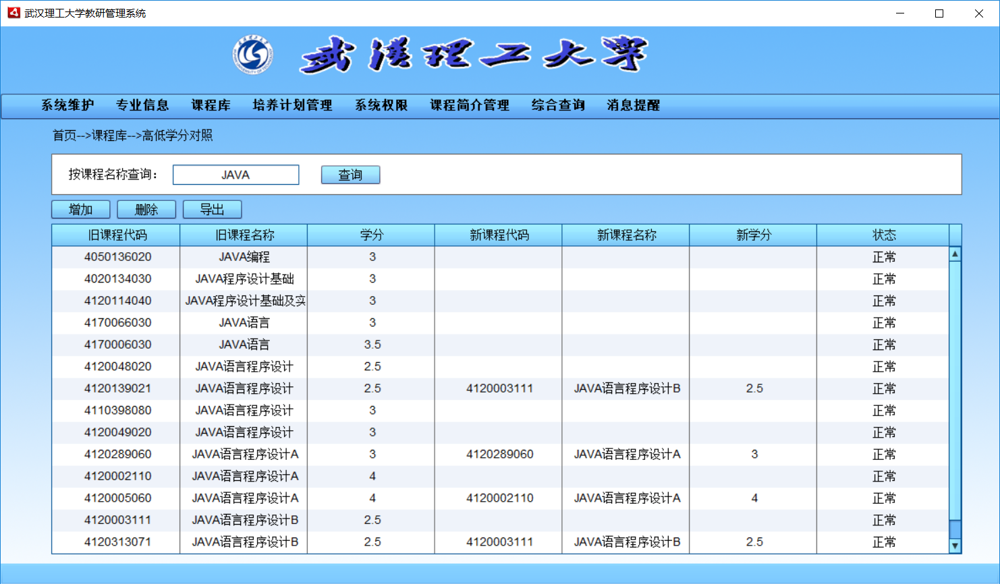 武汉理工大学教研管理系统
武汉理工大学
系统维护 专业信息 课程库 培养计划管理 系统权限 课程简介管理 综合查询 消息提醒
首页-->课程库-->高低学分对照
按课程名称查询： JAVA 查询
增加 删除 导出
旧课程代码 旧课程名称 学分 新课程代码 新课程名称 新学分 状态
4050136020 JAVA编程 3 正常
4020134030 JAVA程序设计基础 3 正常
4120114040 JAVA程序设计基础及实 3 正常
4170066030 JAVA语言 3 正常
4170006030 JAVA语言 3.5 正常
4120048020 JAVA语言程序设计 2.5 正常
4120139021 JAVA语言程序设计 2.5 4120003111 JAVA语言程序设计B 2.5 正常
4110398080 JAVA语言程序设计 3 正常
4120049020 JAVA语言程序设计 3 正常
4120289060 JAVA语言程序设计A 3 4120289060 JAVA语言程序设计A 3 正常
4120002110 JAVA语言程序设计A 4 正常
4120005060 JAVA语言程序设计A 4 4120002110 JAVA语言程序设计A 4 正常
4120003111 JAVA语言程序设计B 2.5 正常
4120313071 JAVA语言程序设计B 2.5 4120003111 JAVA语言程序设计B 2.5 正常